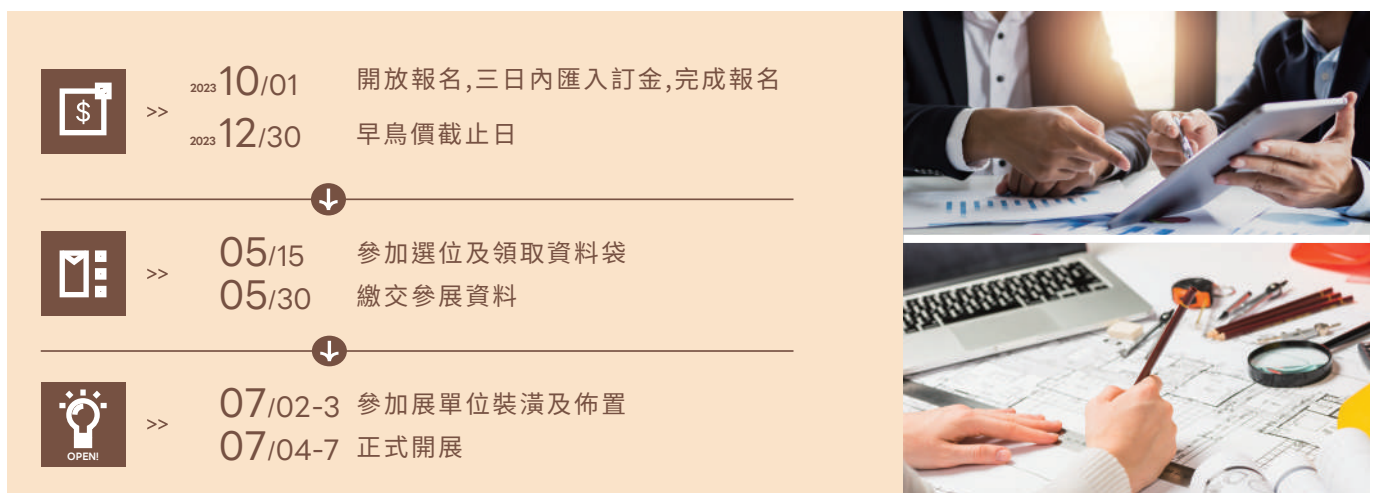 $
>>
2023 10/01 開放報名,三日內匯入訂金,完成報名
2023 12/30 早鳥價截止日
>>
05/15 參加選位及領取資料袋
05/30 繳交參展資料
OPEN!
>>
07/02-3 參加展單位裝潢及佈置
07/04-7 正式開展